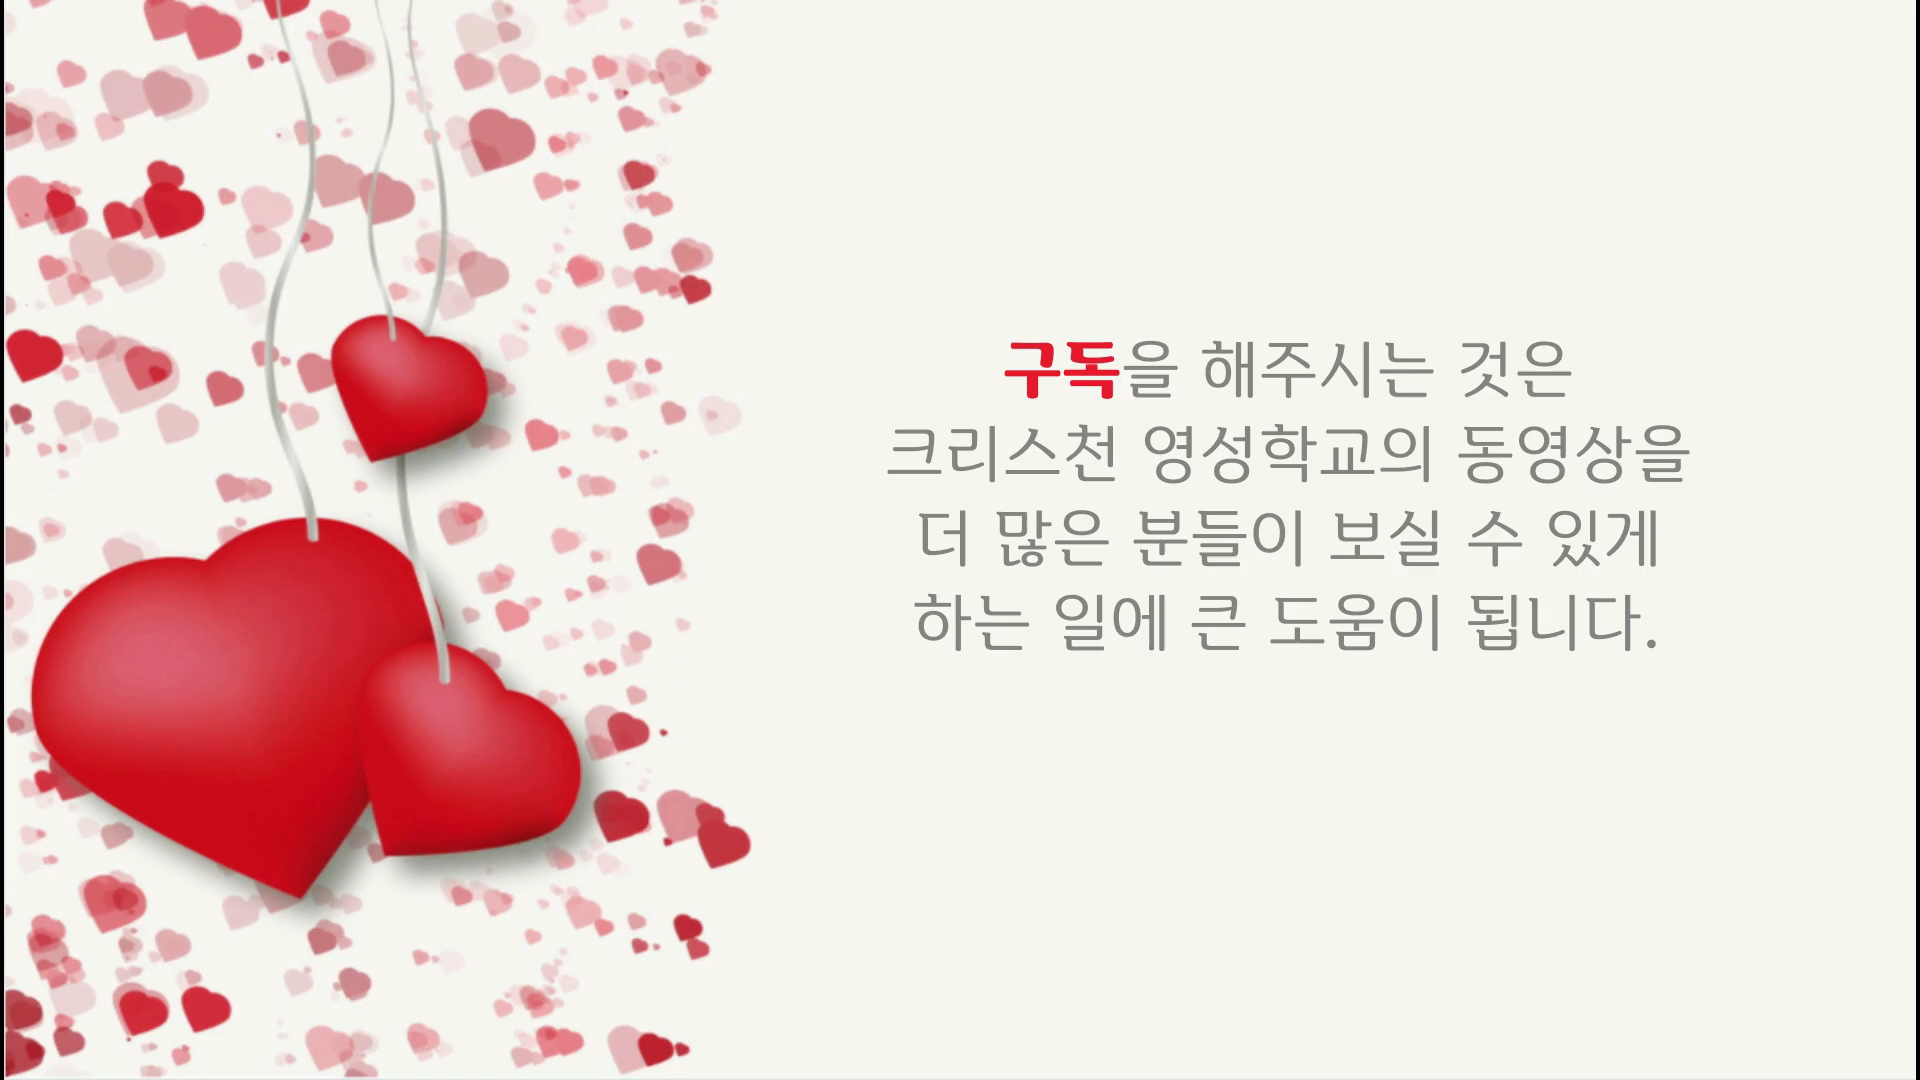 구독을 해주시는 것은
크리스천 영성학교의 동영상을
더 많은 분들이 보실 수 있게
하는 일에 큰 도움이 됩니다.